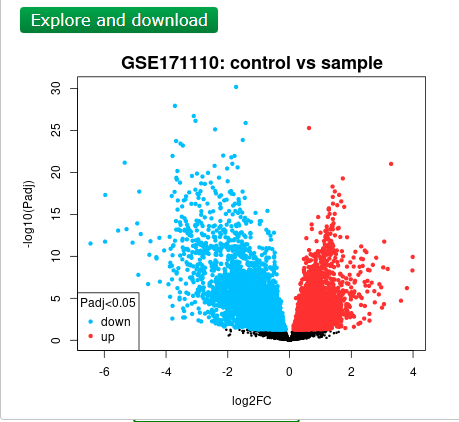 Explore and download
GSE171110: control vs sample
-log10(Padj)
30
25
20
15
10
5
0
Padj<0.05
down
up
-6 -4 -2 0 2 4
log2FC